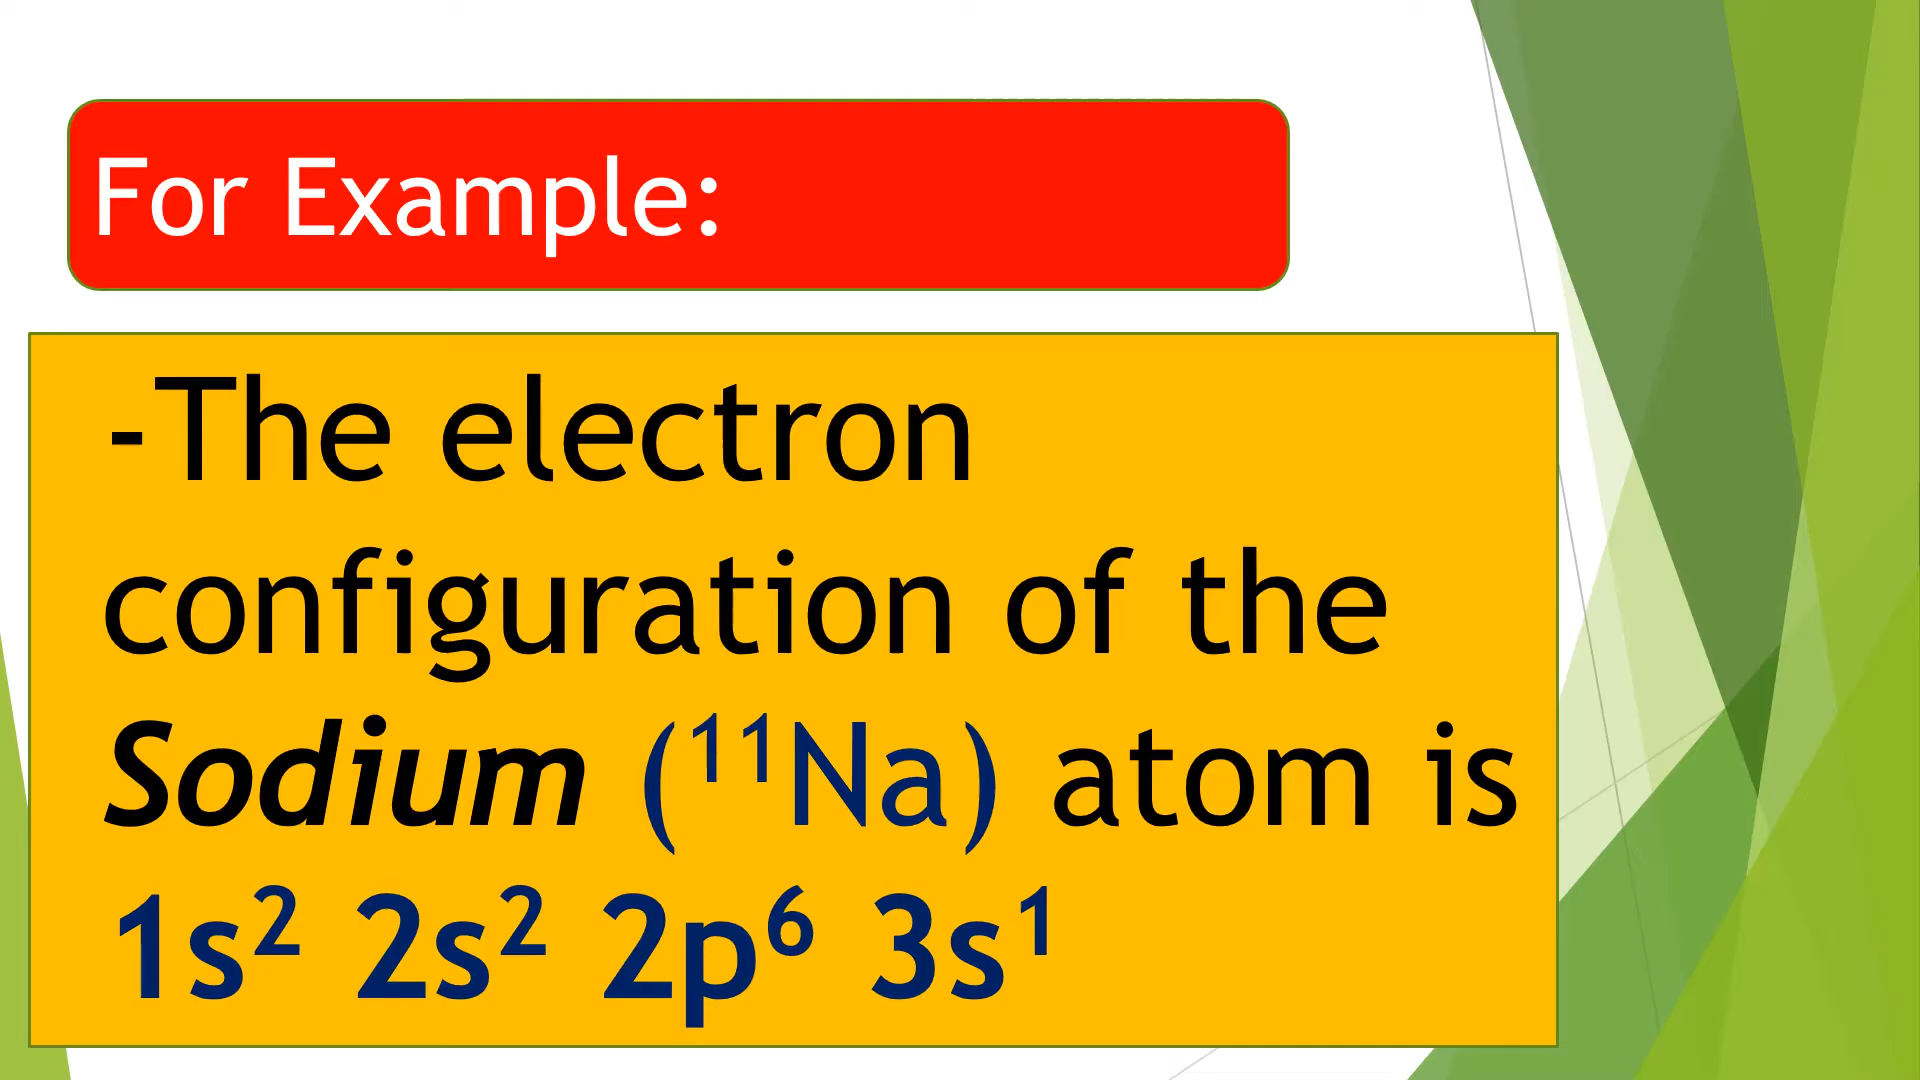 For Example:
-The electron
configuration of the
Sodium (¹¹Na) atom is
1s² 2s² 2p⁶ 3s¹